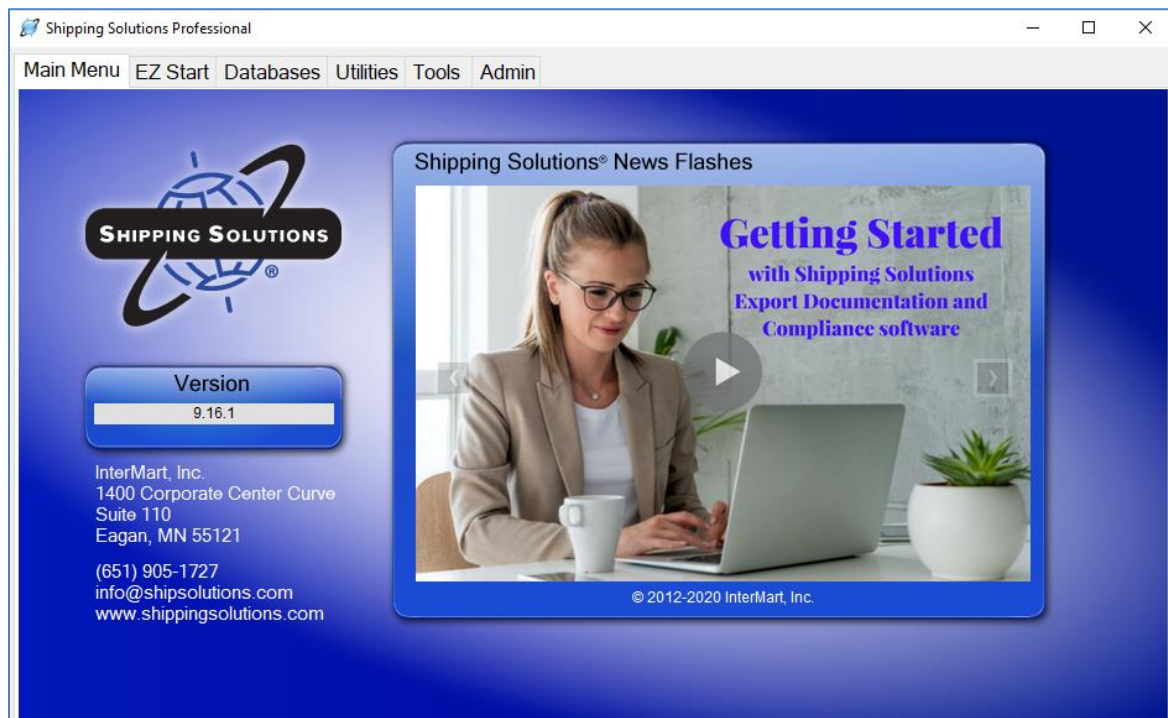 Shipping Solutions Professional
Main Menu EZ Start Databases Utilities Tools Admin
SHIPPING SOLUTIONS
®
Version
9.16.1
InterMart, Inc.
1400 Corporate Center Curve
Suite 110
Eagan, MN 55121
(651) 905-1727
info@shipsolutions.com
www.shippingsolutions.com
Shipping Solutions® News Flashes
Getting Started
with Shipping Solutions
Export Documentation and
Compliance software
© 2012-2020 InterMart, Inc.